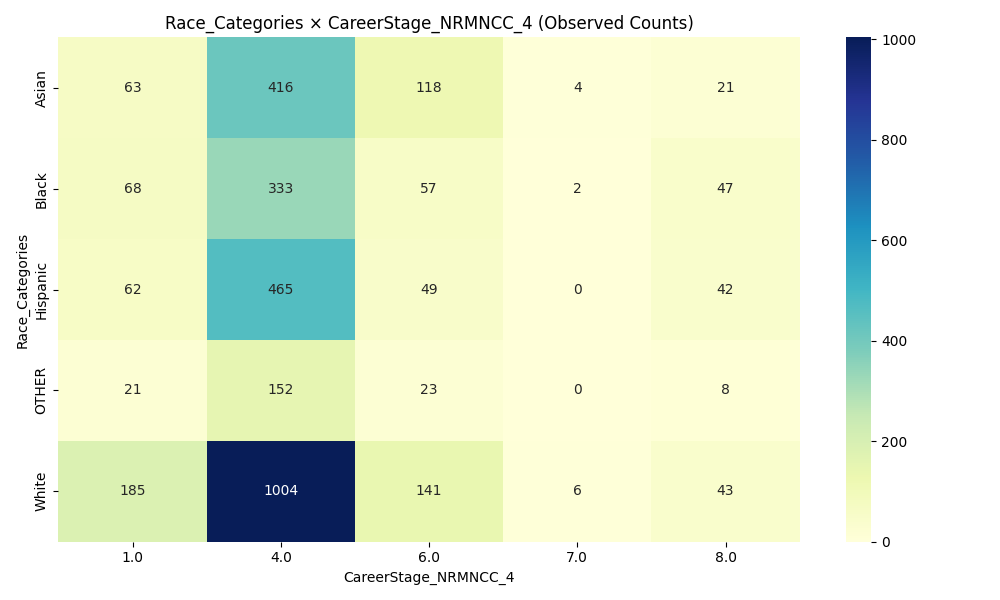 Race_Categories × CareerStage_NRMNCC_4 (Observed Counts)
Race_Categories
Asian 63 416 118 4 21
Black 68 333 57 2 47
Hispanic 62 465 49 0 42
OTHER 21 152 23 0 8
White 185 1004 141 6 43
1.0 4.0 6.0 7.0 8.0
CareerStage_NRMNCC_4
1000
800
600
400
200
0